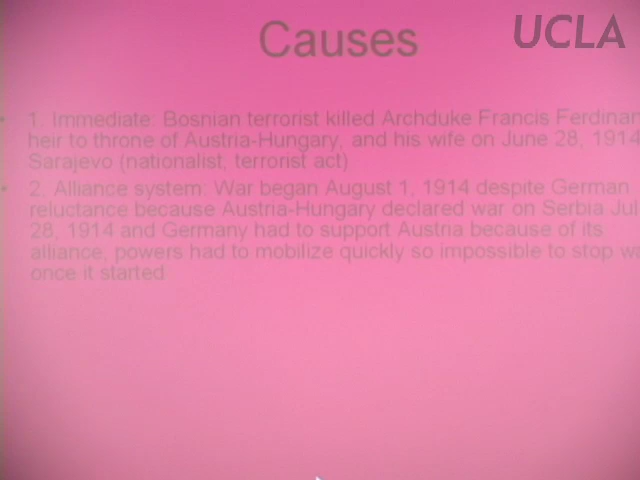 UCLA
Causes
• 1. Immediate: Bosnian terrorist killed Archduke Francis Ferdinan
heir to throne of Austria-Hungary, and his wife on June 28, 1914
Sarajevo (nationalist, terrorist act)
• 2. Alliance system: War began August 1, 1914 despite German
reluctance because Austria-Hungary declared war on Serbia Jul
28, 1914 and Germany had to support Austria because of its
alliance, powers had to mobilize quickly so impossible to stop wa
once it started